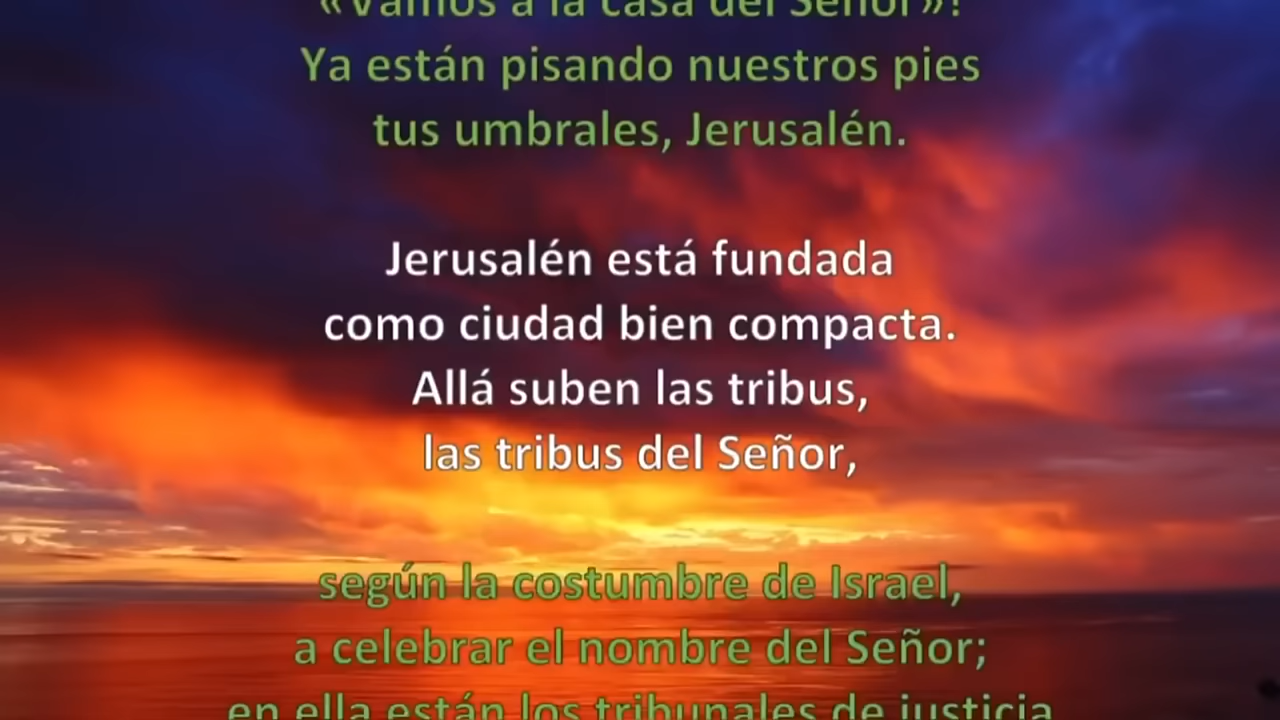 «Vamos a la casa del Señor»!
Ya están pisando nuestros pies
tus umbrales, Jerusalén.
Jerusalén está fundada
como ciudad bien compacta.
Allá suben las tribus,
las tribus del Señor,
según la costumbre de Israel,
a celebrar el nombre del Señor;
en ella están los tribunales de justicia